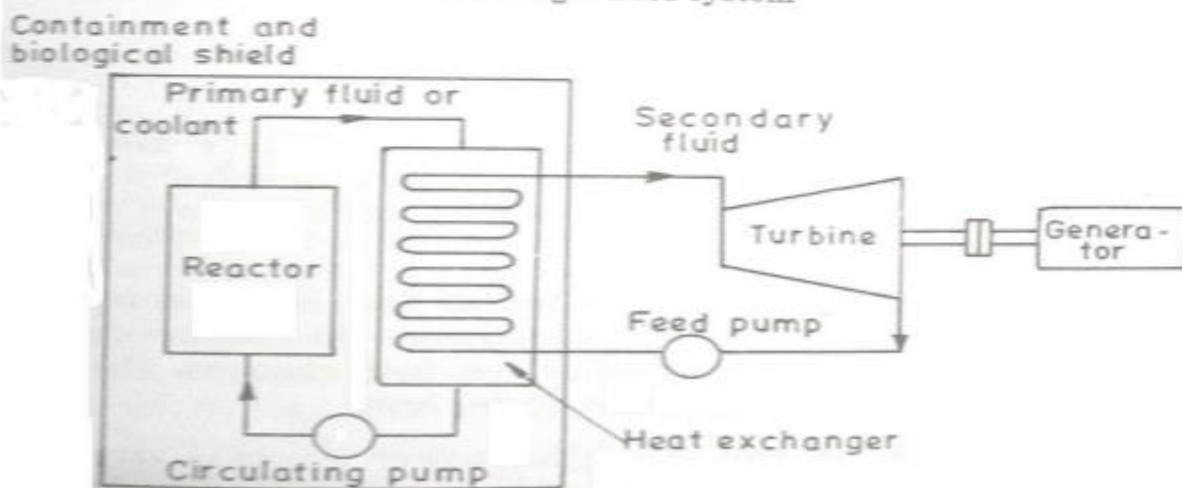 system
Containment and
biological shield
Primary fluid or
coolant
Secondary
fluid
Reactor
Turbine
Genera-
tor
Feed pump
Heat exchanger
Circulating pump